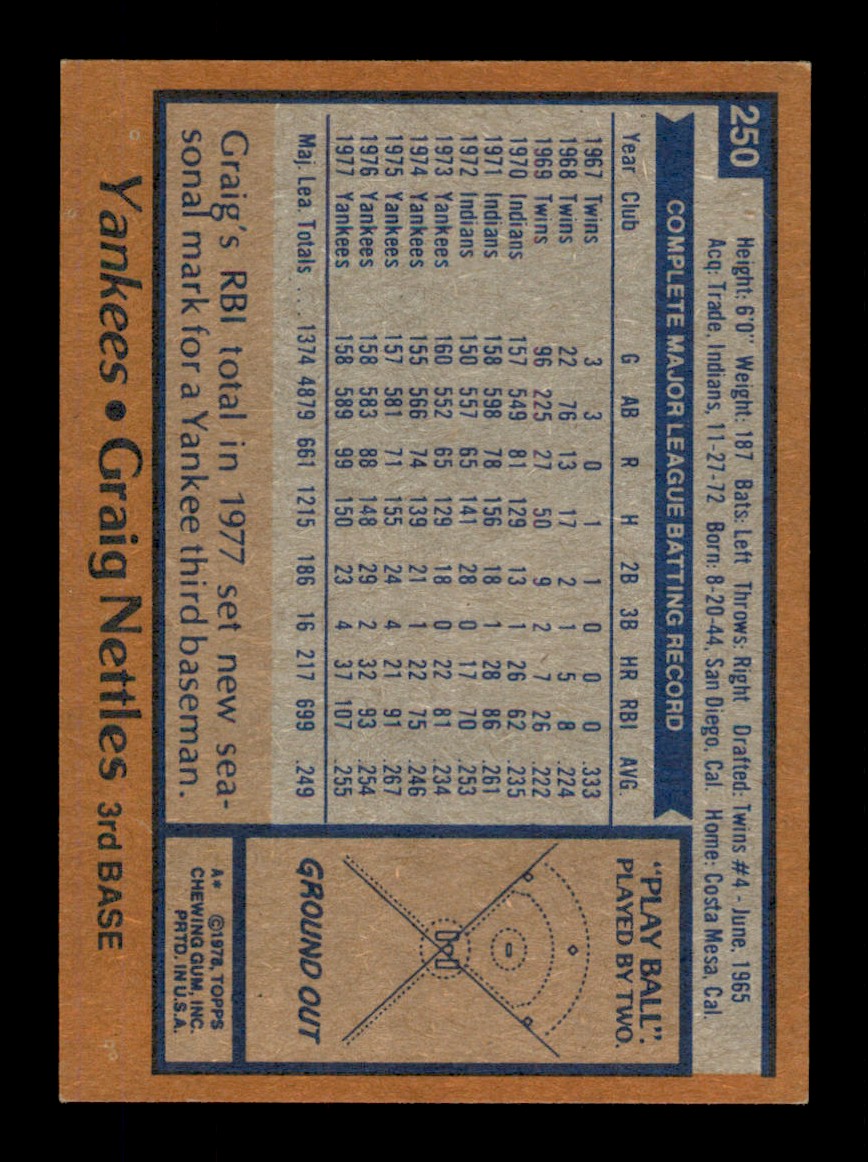 250
Height: 6'0" Weight: 187 Bats: Left Throws: Right Drafted: Twins #4 - June, 1965
Acq: Trade, Indians, 11-27-72 Born: 8-20-44, San Diego, Cal. Home: Costa Mesa, Cal.
COMPLETE MAJOR LEAGUE BATTING RECORD
Year Club G AB R H 2B 3B HR RBI AVG.
1967 Twins 3 3 0 1 1 0 0 0 .333
1968 Twins 22 76 13 17 2 1 5 8 .224
1969 Twins 96 225 27 50 9 2 7 26 .222
1970 Indians 157 549 81 129 13 1 26 62 .235
1971 Indians 158 598 78 156 18 1 28 86 .261
1972 Indians 150 557 65 141 28 0 17 70 .253
1973 Yankees 160 552 65 129 18 0 22 81 .234
1974 Yankees 155 566 74 139 21 1 22 75 .246
1975 Yankees 157 581 71 155 24 4 21 91 .267
1976 Yankees 158 583 88 148 29 2 32 93 .254
1977 Yankees 158 589 99 150 23 4 37 107 .255
Maj. Lea. Totals . . . 1374 4879 661 1215 186 16 217 699 .249
Graig's RBI total in 1977 set new sea-
sonal mark for a Yankee third baseman.
"PLAY BALL".
PLAYED BY TWO.
GROUND OUT
A* ©1978, TOPPS
CHEWING GUM, INC.
PRTD. IN U.S.A.
Yankees • Graig Nettles 3rd BASE